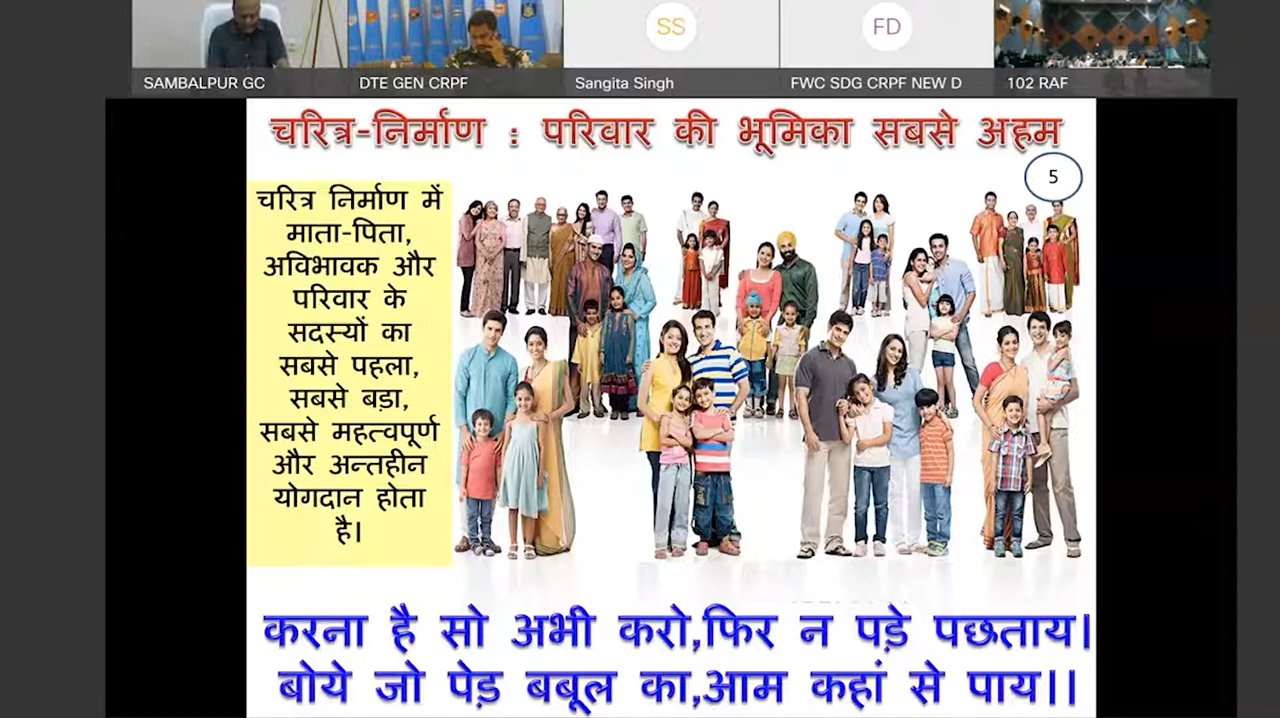 SS
FD
SAMBALPUR GC
DTE GEN CRPF
Sangita Singh
FWC SDG CRPF NEW D
102 RAF
चरित्र-निर्माण : परिवार की भूमिका सबसे अहम
5
चरित्र निर्माण में
माता-पिता,
अविभावक और
परिवार के
सदस्यों का
सबसे पहला,
सबसे बड़ा,
सबसे महत्वपूर्ण
और अन्तहीन
योगदान होता
है।
करना है सो अभी करो,फिर न पड़े पछताय।
बोये जो पेड़ बबूल का,आम कहां से पाय।।